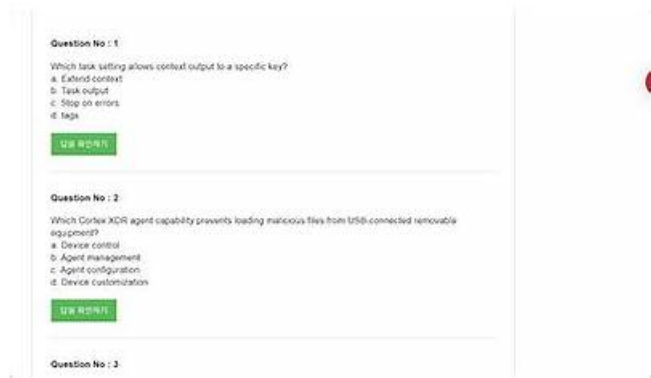 Question No : 1
Which task setting allows context output to a specific key?
a. Extend context
b. Task output
c. Stop on errors
d. tags
답을 확인하기
Question No : 2
Which Cortex XDR agent capability prevents loading malicious files from USB-connected removable
equipment?
a. Device control
b. Agent management
c. Agent configuration
d. Device customization
답을 확인하기
Question No : 3